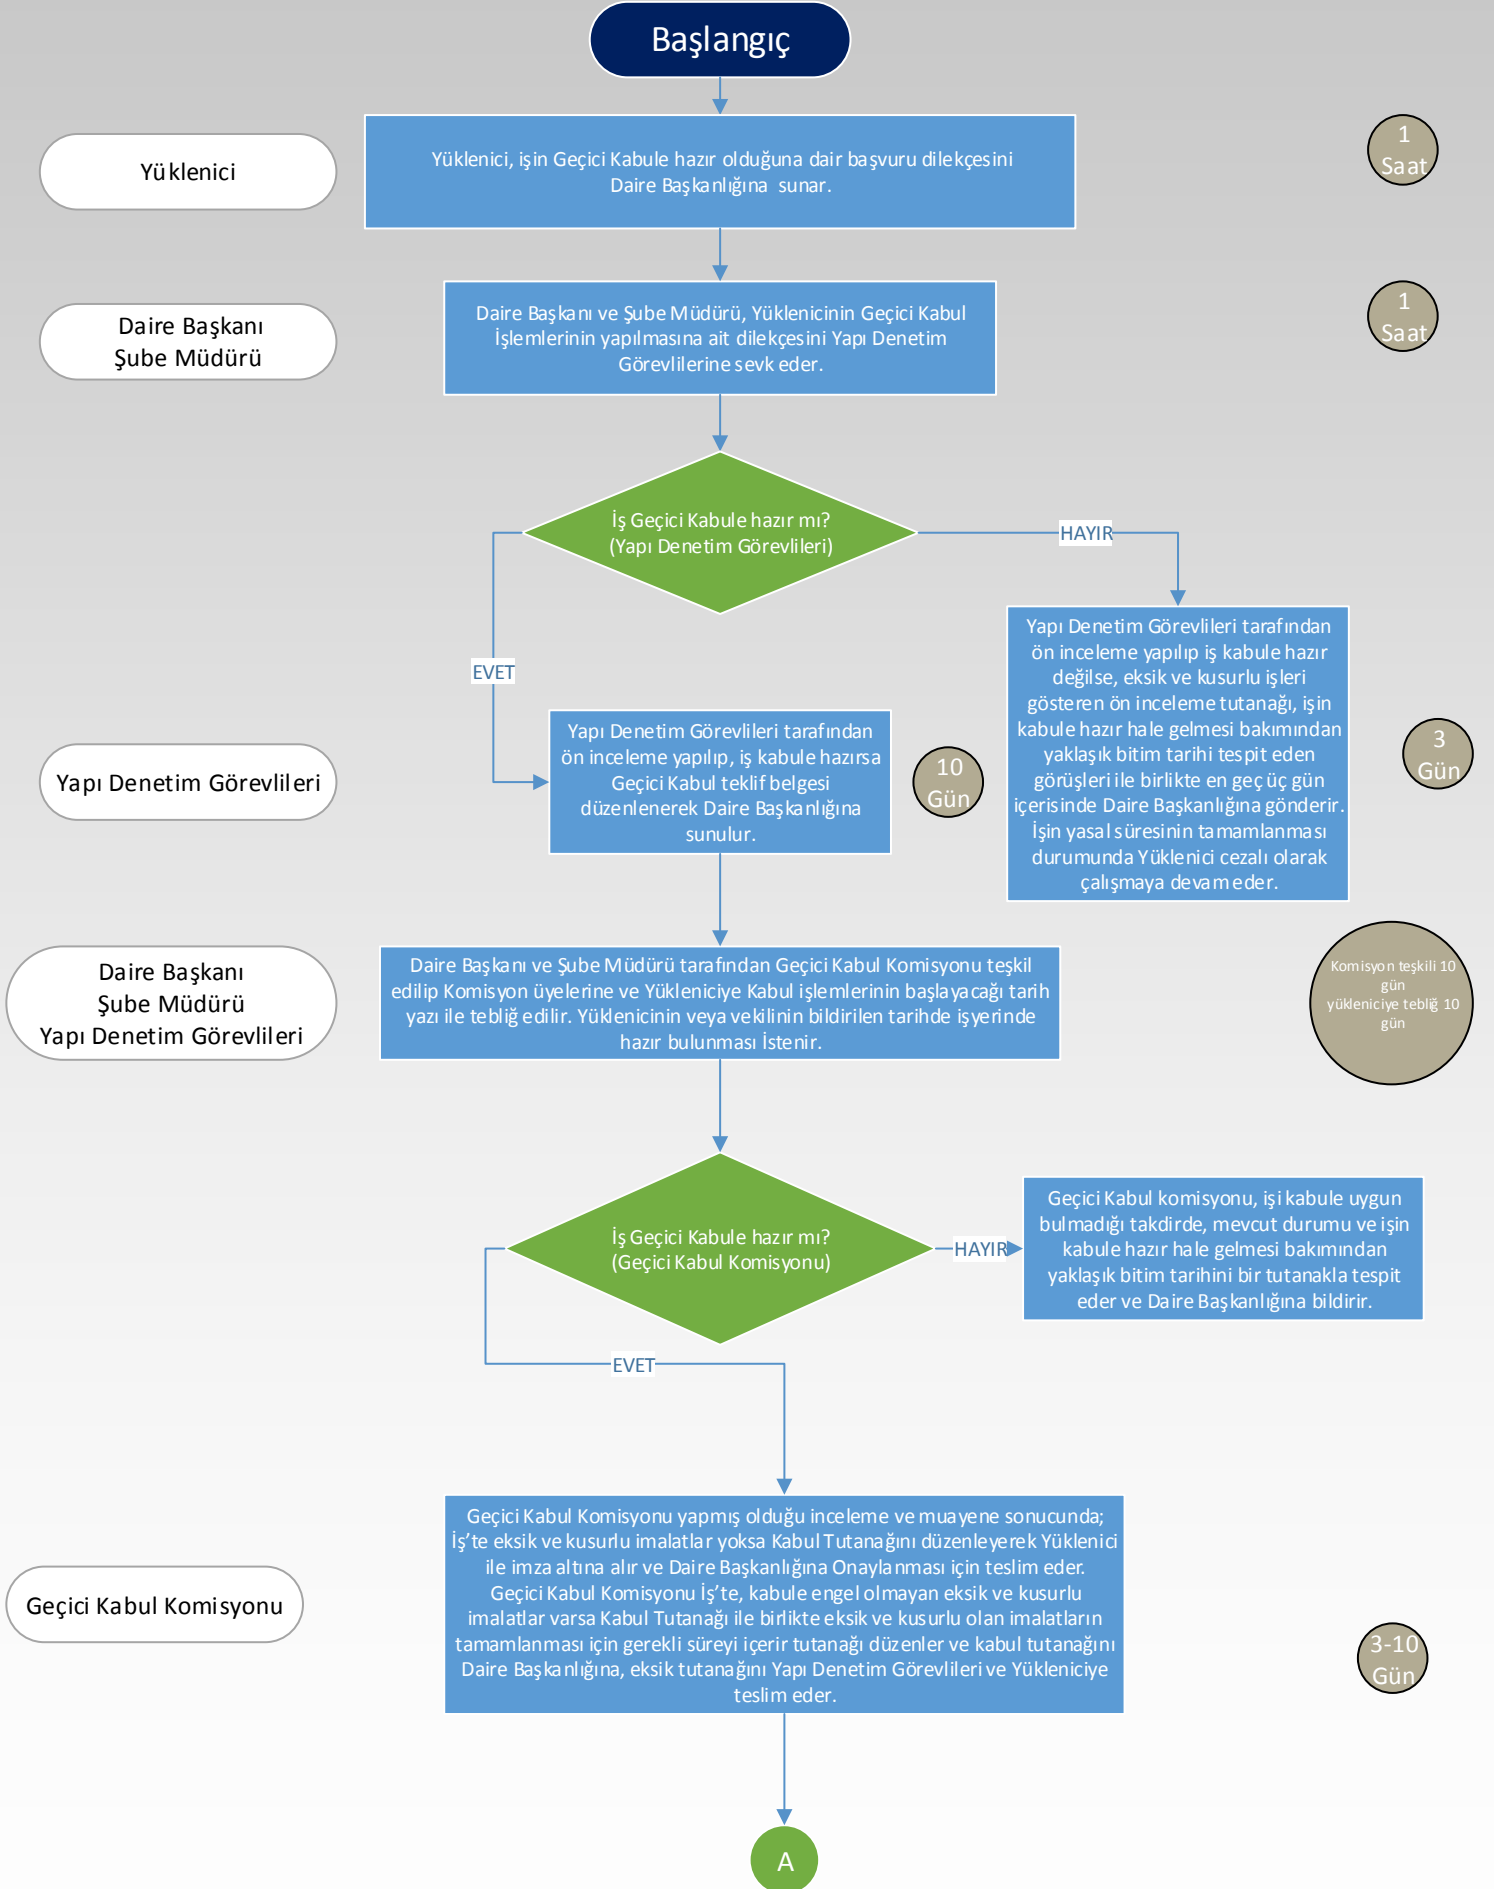 Başlangıç
Yüklenici
Yüklenici, işin Geçici Kabule hazır olduğuna dair başvuru dilekçesini
Daire Başkanlığına sunar.
1
Saat
Daire Başkanı
Şube Müdürü
Daire Başkanı ve Şube Müdürü, Yüklenicinin Geçici Kabul
İşlemlerinin yapılmasına ait dilekçesini Yapı Denetim
Görevlilerine sevk eder.
1
Saat
İş Geçici Kabule hazır mı?
(Yapı Denetim Görevlileri)
HAYIR
EVET
Yapı Denetim Görevlileri
Yapı Denetim Görevlileri tarafından
ön inceleme yapılıp, iş kabule hazırsa
Geçici Kabul teklif belgesi
düzenlenerek Daire Başkanlığına
sunulur.
10
Gün
Yapı Denetim Görevlileri tarafından
ön inceleme yapılıp iş kabule hazır
değilse, eksik ve kusurlu işleri
gösteren ön inceleme tutanağı, işin
kabule hazır hale gelmesi bakımından
yaklaşık bitim tarihi tespit eden
görüşleri ile birlikte en geç üç gün
içerisinde Daire Başkanlığına gönderir.
İşin yasal süresinin tamamlanması
durumunda Yüklenici cezalı olarak
çalışmaya devam eder.
3
Gün
Daire Başkanı
Şube Müdürü
Yapı Denetim Görevlileri
Daire Başkanı ve Şube Müdürü tarafından Geçici Kabul Komisyonu teşkil
edilip Komisyon üyelerine ve Yükleniciye Kabul işlemlerinin başlayacağı tarih
yazı ile tebliğ edilir. Yüklenicinin veya vekilinin bildirilen tarihde işyerinde
hazır bulunması İstenir.
Komisyon teşkili 10
gün
yükleniciye tebliğ 10
gün
İş Geçici Kabule hazır mı?
(Geçici Kabul Komisyonu)
HAYIR
Geçici Kabul komisyonu, işi kabule uygun
bulmadığı takdirde, mevcut durumu ve işin
kabule hazır hale gelmesi bakımından
yaklaşık bitim tarihini bir tutanakla tespit
eder ve Daire Başkanlığına bildirir.
EVET
Geçici Kabul Komisyonu
Geçici Kabul Komisyonu yapmış olduğu inceleme ve muayene sonucunda;
İş’te eksik ve kusurlu imalatlar yoksa Kabul Tutanağını düzenleyerek Yüklenici
ile imza altına alır ve Daire Başkanlığına Onaylanması için teslim eder.
Geçici Kabul Komisyonu İş’te, kabule engel olmayan eksik ve kusurlu
imalatlar varsa Kabul Tutanağı ile birlikte eksik ve kusurlu olan imalatların
tamamlanması için gerekli süreyi içerir tutanağı düzenler ve kabul tutanağını
Daire Başkanlığına, eksik tutanağını Yapı Denetim Görevlileri ve Yükleniciye
teslim eder.
3-10
Gün
A